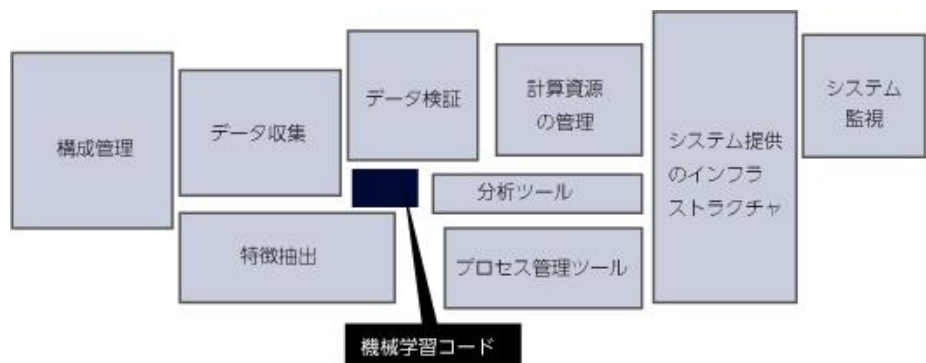 構成管理
データ収集
特徴抽出
データ検証
機械学習コード
計算資源
の管理
分析ツール
プロセス管理ツール
システム提供
のインフラ
ストラクチャ
システム
監視